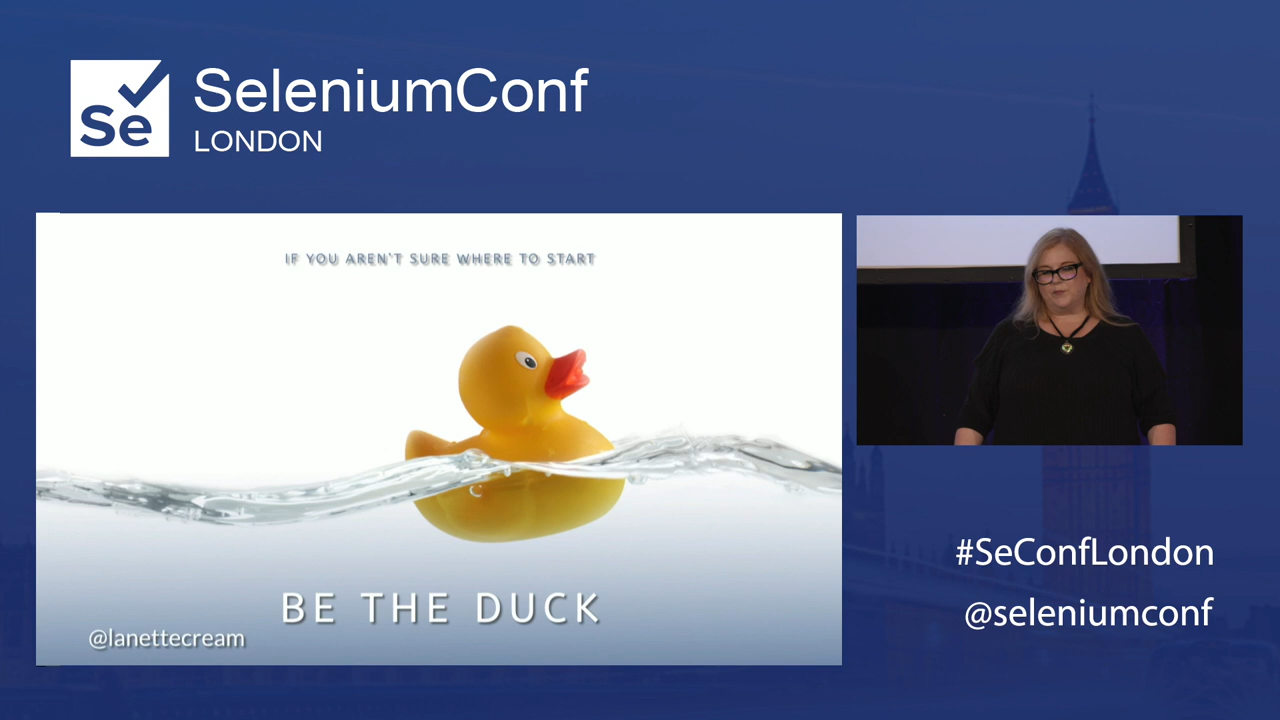 Se
SeleniumConf
LONDON
IF YOU AREN'T SURE WHERE TO START
BE THE DUCK
@lanettecream
#SeConfLondon
@seleniumconf